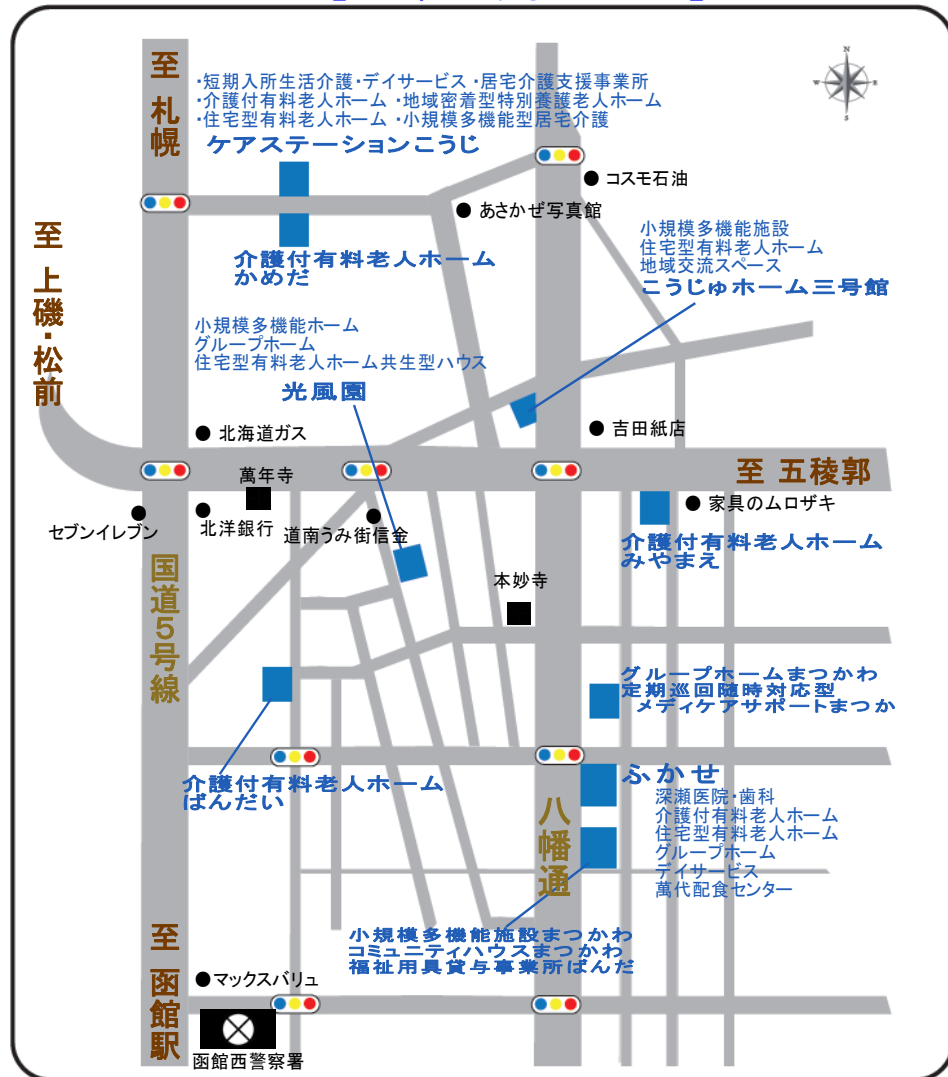 N
W
E
S
至 札幌
・短期入所生活介護・デイサービス・居宅介護支援事業所
・介護付有料老人ホーム・地域密着型特別養護老人ホーム
・住宅型有料老人ホーム・小規模多機能型居宅介護
ケアステーションこうじ
コスモ石油
あさかぜ写真館
至 上磯・松前
介護付有料老人ホーム
かめだ
小規模多機能施設
住宅型有料老人ホーム
地域交流スペース
こうじゅホーム三号館
小規模多機能ホーム
グループホーム
住宅型有料老人ホーム共生型ハウス
光風園
北海道ガス
吉田紙店
萬年寺
至 五稜郭
セブンイレブン
北洋銀行
道南うみ街信金
家具のムロザキ
介護付有料老人ホーム
みやまえ
国道5号線
本妙寺
グループホームまつかわ
定期巡回随時対応型
メディケアサポートまつか
介護付有料老人ホーム
ばんだい
ふかせ
深瀬医院・歯科
介護付有料老人ホーム
住宅型有料老人ホーム
グループホーム
デイサービス
萬代配食センター
八幡通
小規模多機能施設まつかわ
コミュニティハウスまつかわ
福祉用具貸与事業所ばんだ
至 函館駅
マックスバリュ
函館西警察署